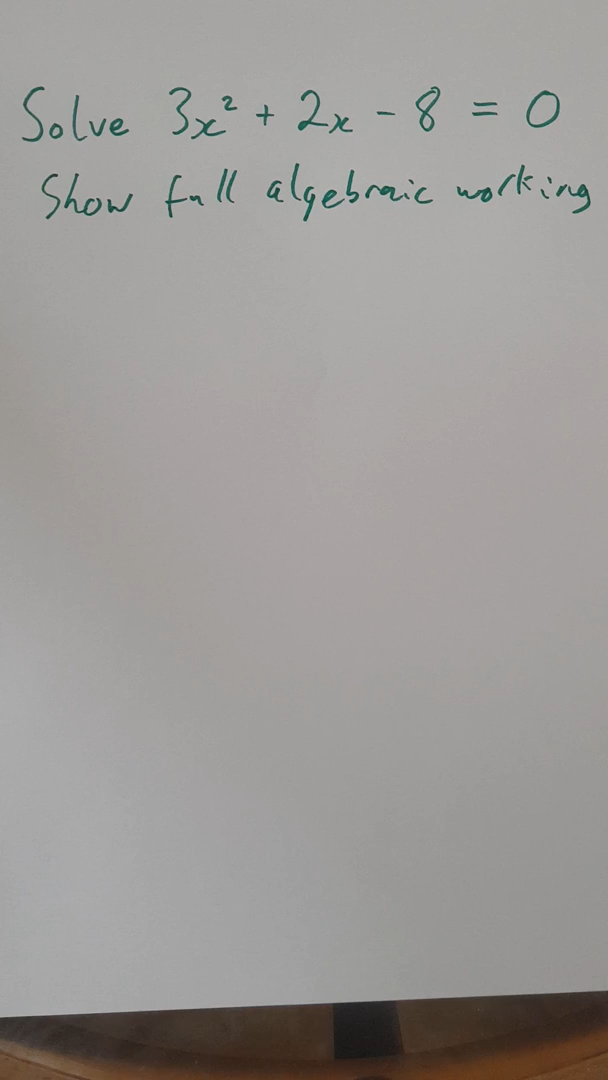 Solve 3x² + 2x - 8 = 0
Show full algebraic working